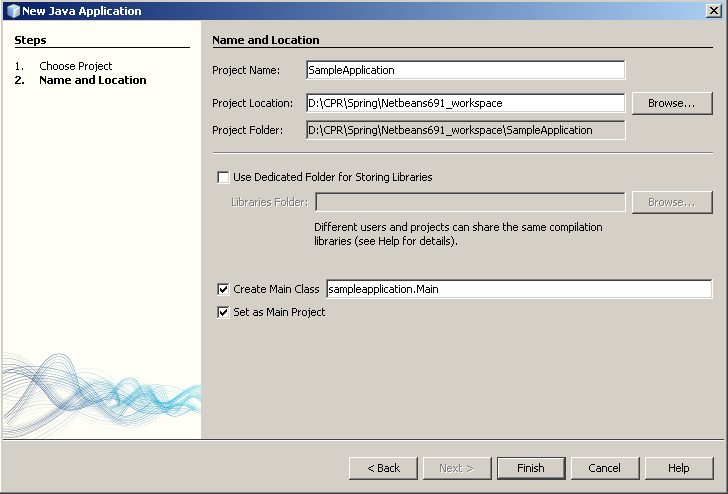 New Java Application
Steps
1. Choose Project
2. Name and Location
Name and Location
Project Name: SampleApplication
Project Location: D:\CPR\Spring\Netbeans691_workspace Browse...
Project Folder: D:\CPR\Spring\Netbeans691_workspace\SampleApplication
Use Dedicated Folder for Storing Libraries
Libraries Folder: Browse...
Different users and projects can share the same compilation
libraries (see Help for details).
Create Main Class sampleapplication.Main
Set as Main Project
< Back Next > Finish Cancel Help